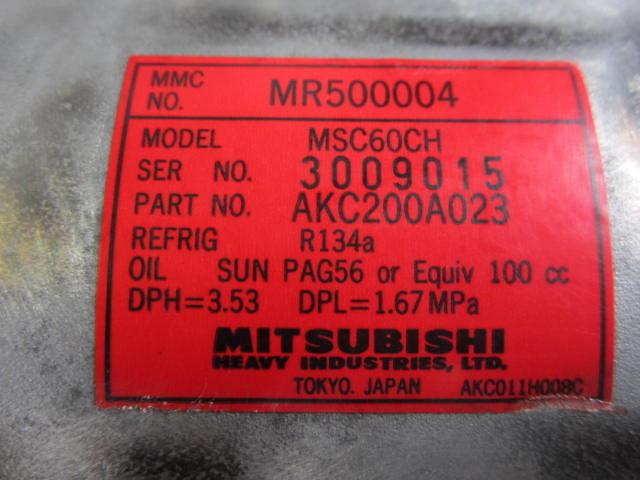 MMC NO. MR500004
MODEL MSC60CH
SER NO. 3009015
PART NO. AKC200A023
REFRIG R134a
OIL SUN PAG56 or Equiv 100 cc
DPH=3.53 DPL=1.67MPa
MITSUBISHI
HEAVY INDUSTRIES, LTD.
TOKYO. JAPAN AKC011H008C